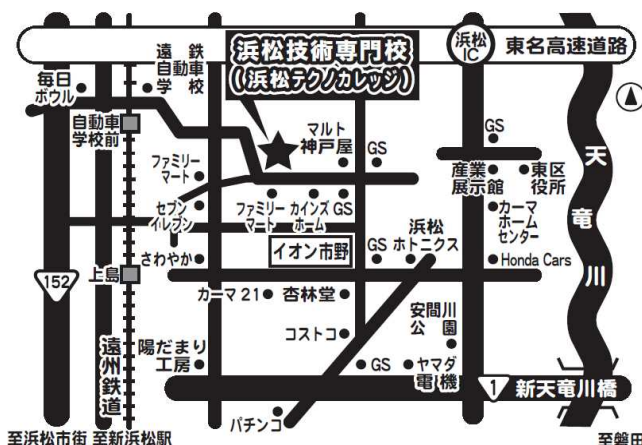 浜松技術専門校
(浜松テクノカレッジ)
浜松
IC
東名高速道路
遠鉄
自動車
学校
毎日
ボウル
自動車
学校前
マルト
神戸屋
GS
GS
産業
展示館
東区
役所
天竜川
ファミリー
マート
セブン
イレブン
ファミリー
マート
カインズ
ホーム
GS
浜松
ホトニクス
カーマ
ホーム
センター
イオン市野
さわやか
GS
Honda Cars
152
上島
カーマ21
杏林堂
安間川
公園
コストコ
遠州鉄道
陽だまり
工房
GS
ヤマダ
電機
1
新天竜川橋
パチンコ
至浜松市街
至新浜松駅
至磐田